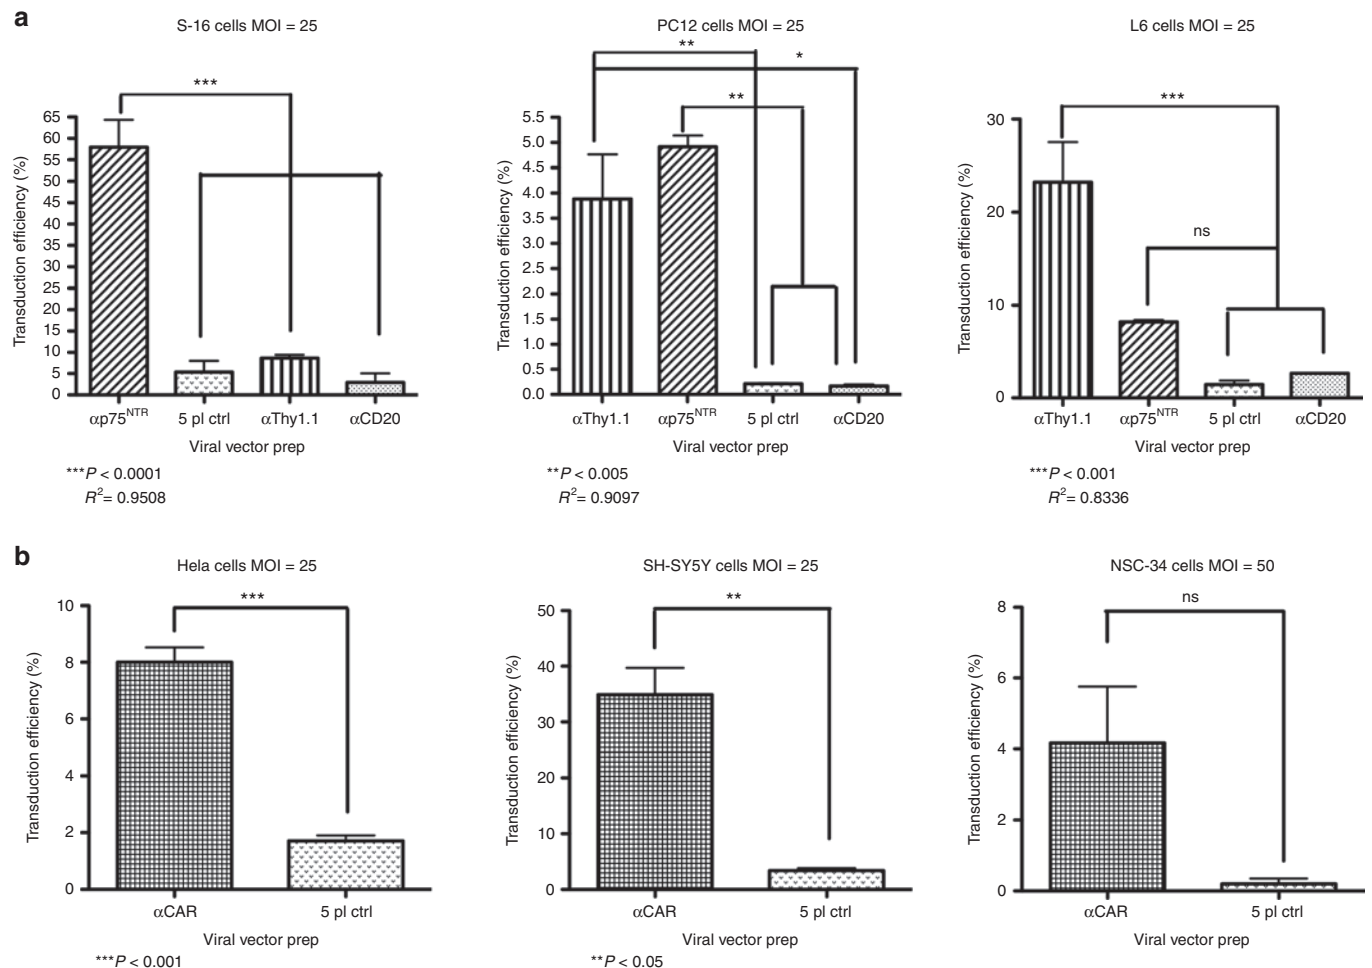 a
S-16 cells MOI = 25
***
Transduction efficiency (%)
65
60
55
50
45
40
35
30
25
20
15
10
5
0
αp75^NTR 5 pl ctrl αThy1.1 αCD20
Viral vector prep
***P < 0.0001
R²= 0.9508
PC12 cells MOI = 25
**
*
**
Transduction efficiency (%)
5.5
5.0
4.5
4.0
3.5
3.0
2.5
2.0
1.5
1.0
0.5
0.0
αThy1.1 αp75^NTR 5 pl ctrl αCD20
Viral vector prep
**P < 0.005
R²= 0.9097
L6 cells MOI = 25
***
ns
Transduction efficiency (%)
30
20
10
0
αThy1.1 αp75^NTR 5 pl ctrl αCD20
Viral vector prep
***P < 0.001
R²= 0.8336
b
Hela cells MOI = 25
***
Transduction efficiency (%)
10
8
6
4
2
0
αCAR 5 pl ctrl
Viral vector prep
***P < 0.001
SH-SY5Y cells MOI = 25
**
Transduction efficiency (%)
50
40
30
20
10
0
αCAR 5 pl ctrl
Viral vector prep
**P < 0.05
NSC-34 cells MOI = 50
ns
Transduction efficiency (%)
8
6
4
2
0
αCAR 5 pl ctrl
Viral vector prep